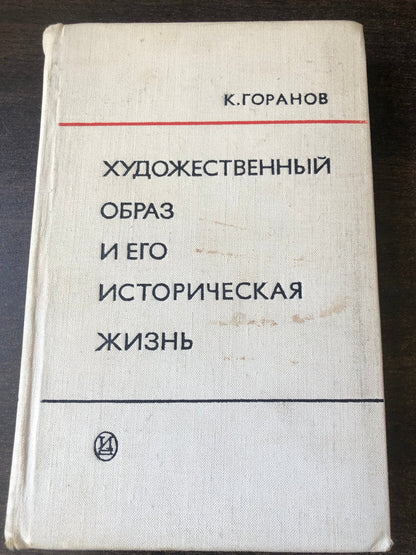 К. ГОРАНОВ
ХУДОЖЕСТВЕННЫЙ
ОБРАЗ
И ЕГО
ИСТОРИЧЕСКАЯ
ЖИЗНЬ